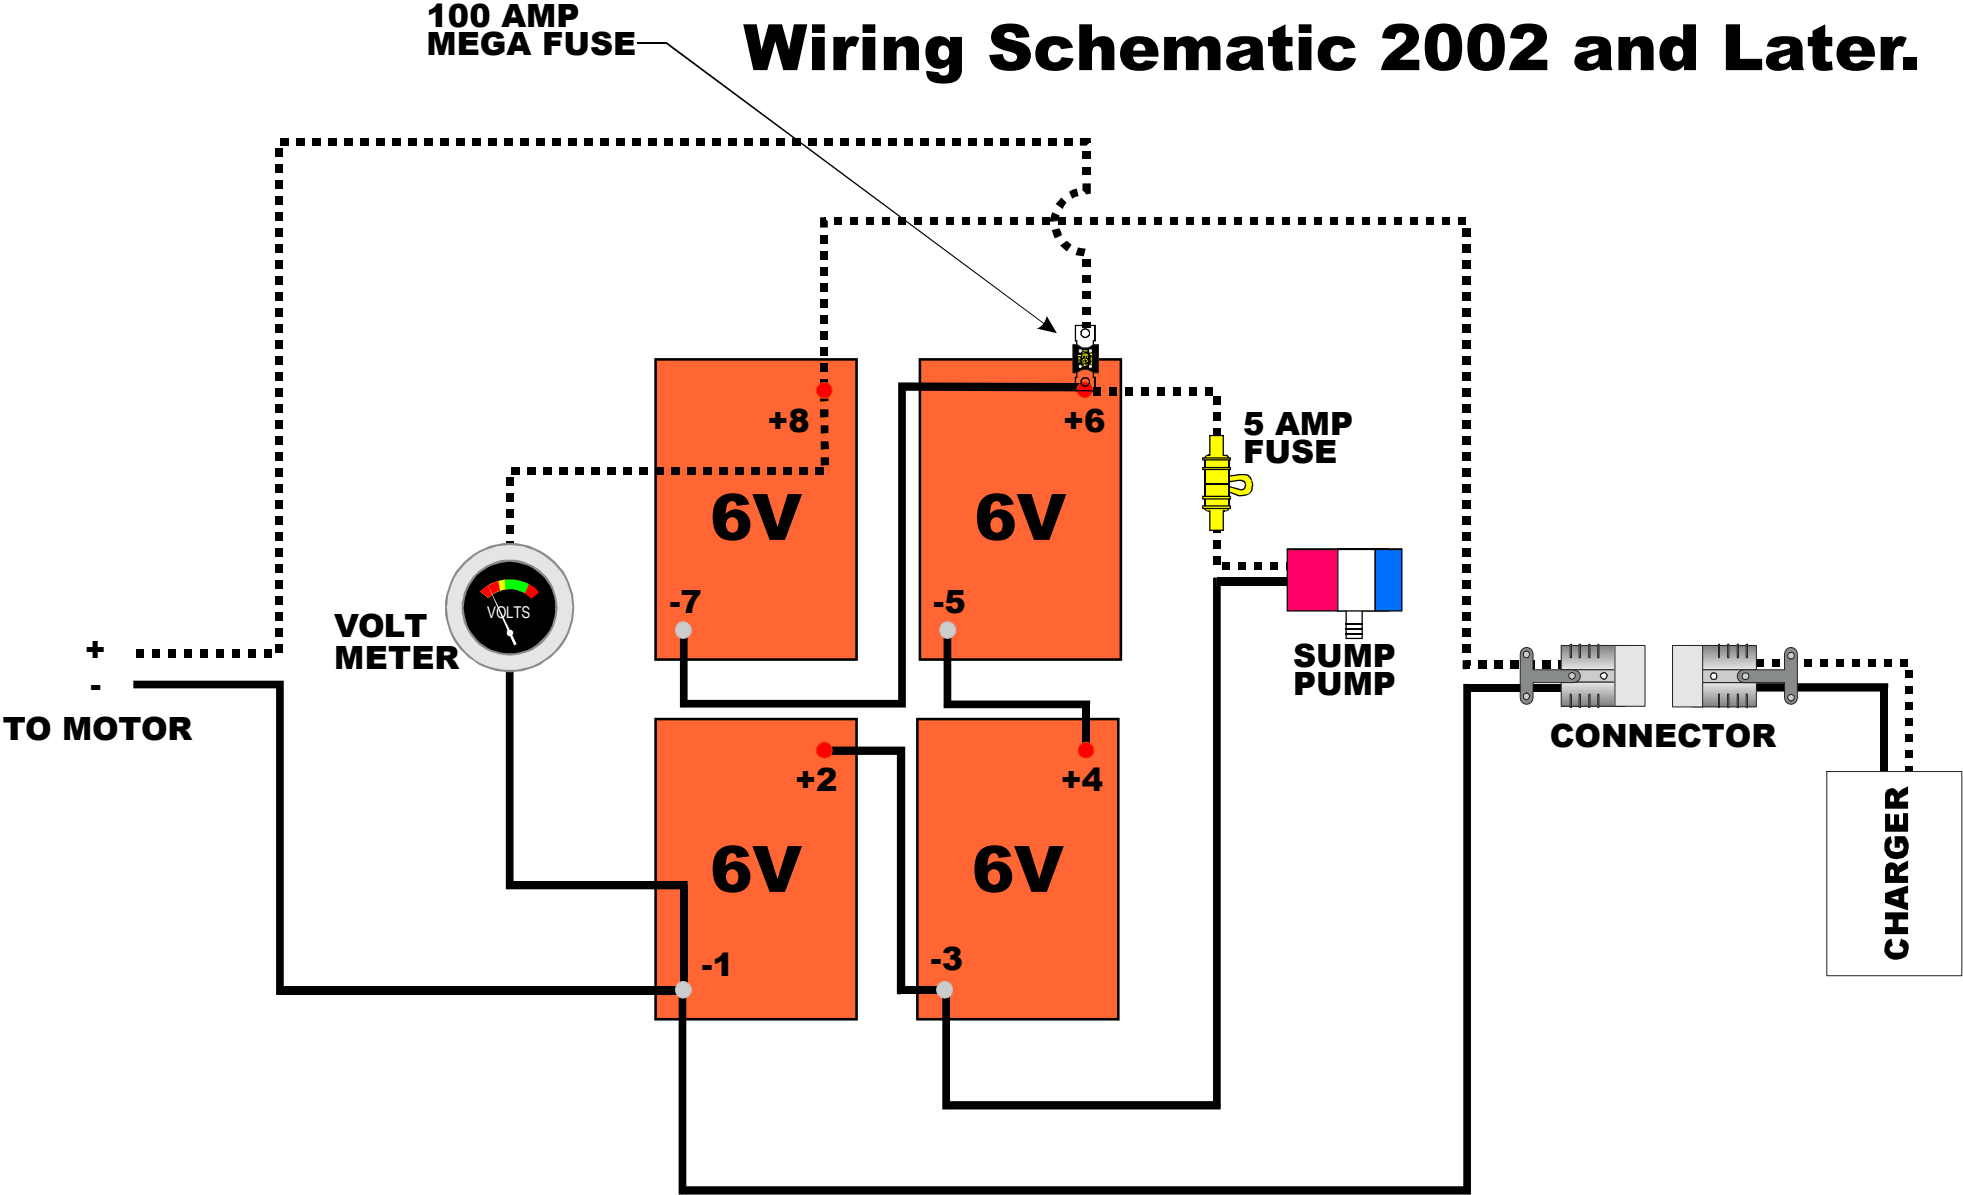 100 AMP
MEGA FUSE
Wiring Schematic 2002 and Later.
+8
+6
5 AMP
FUSE
6V
6V
-7
-5
VOLTS
VOLT
METER
+
-
TO MOTOR
SUMP
PUMP
CONNECTOR
+2
+4
6V
6V
-1
-3
CHARGER